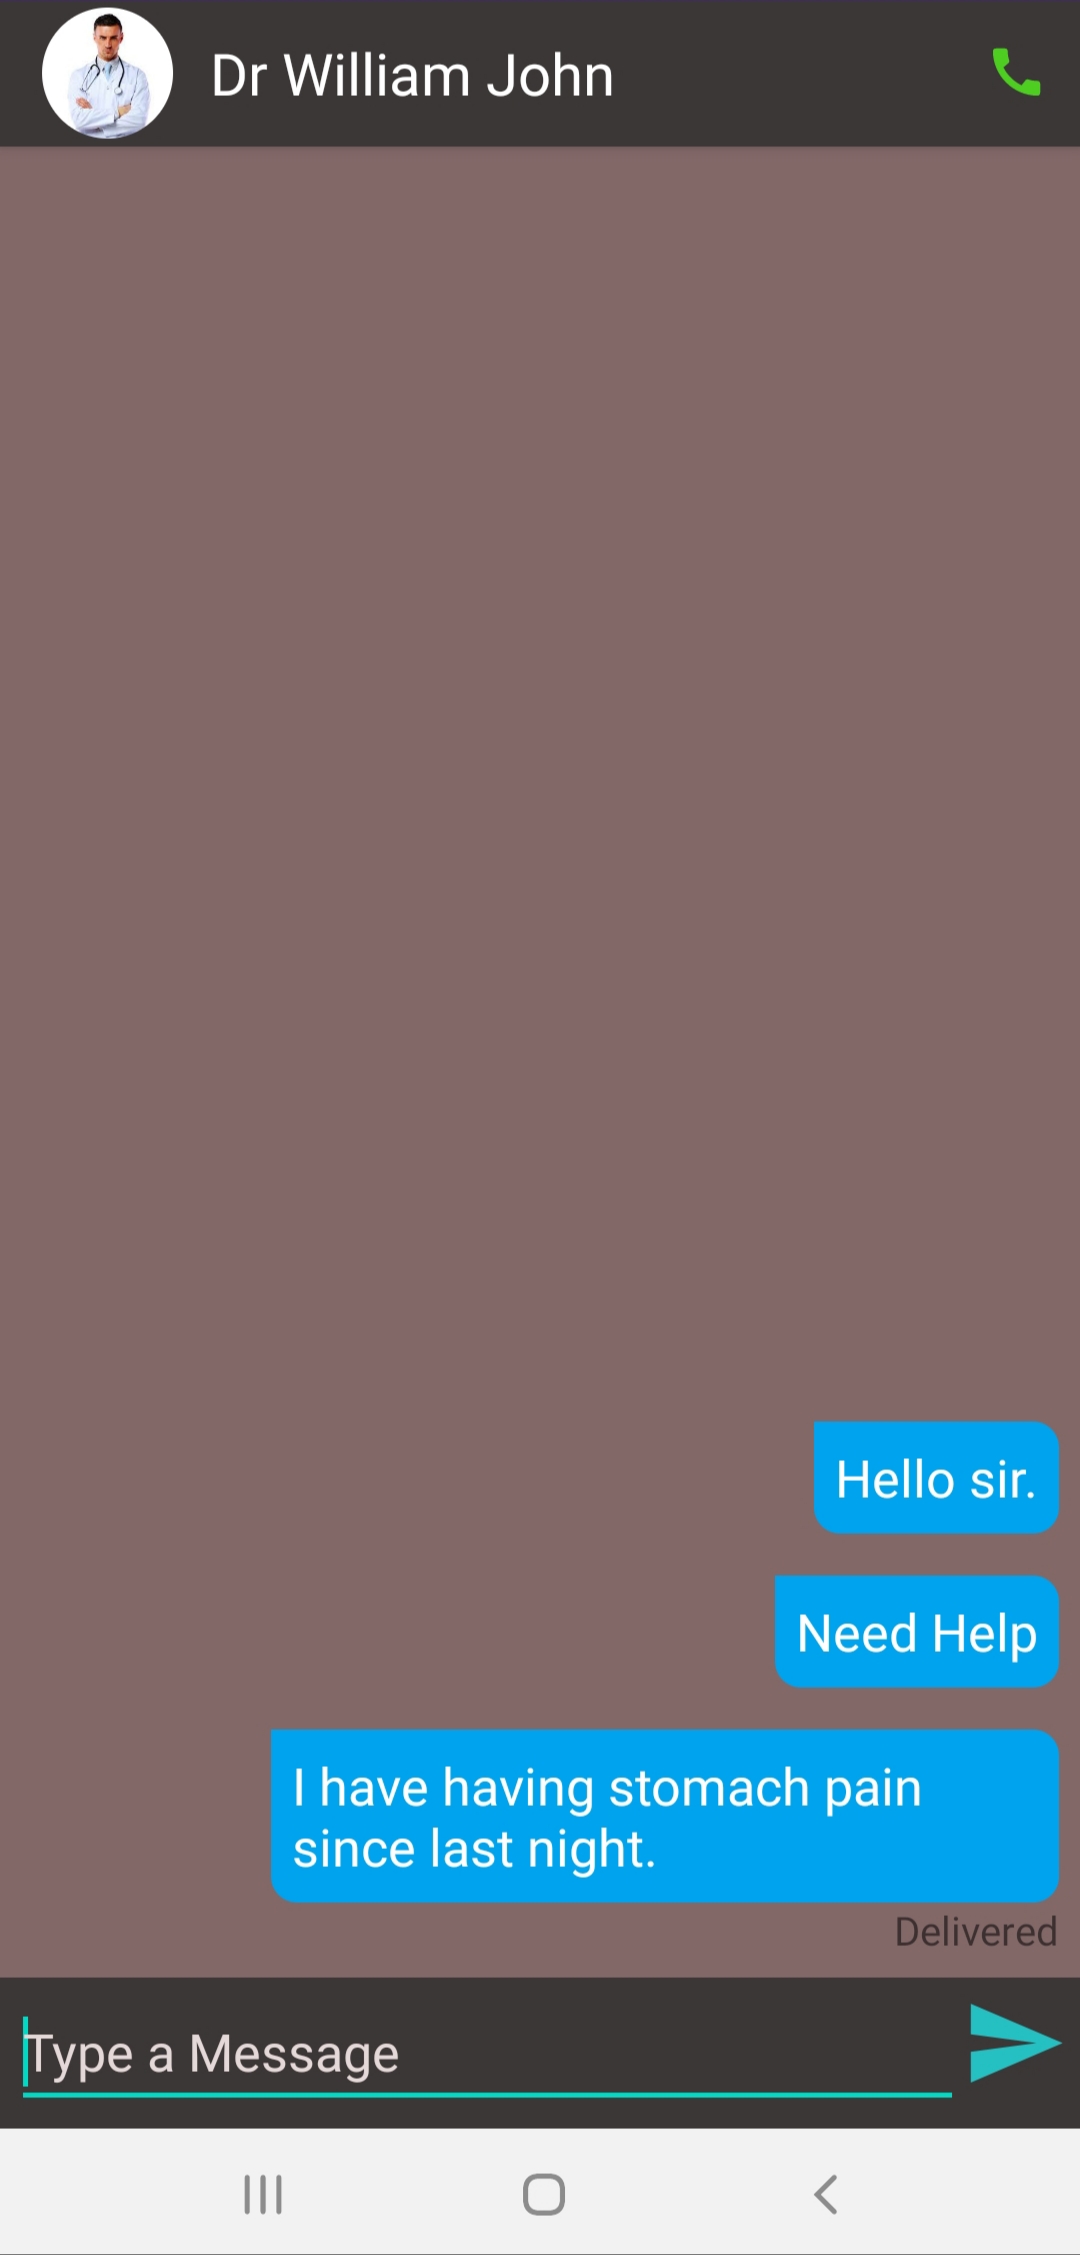 Dr William John
Hello sir.
Need Help
I have having stomach pain
since last night.
Delivered
Type a Message